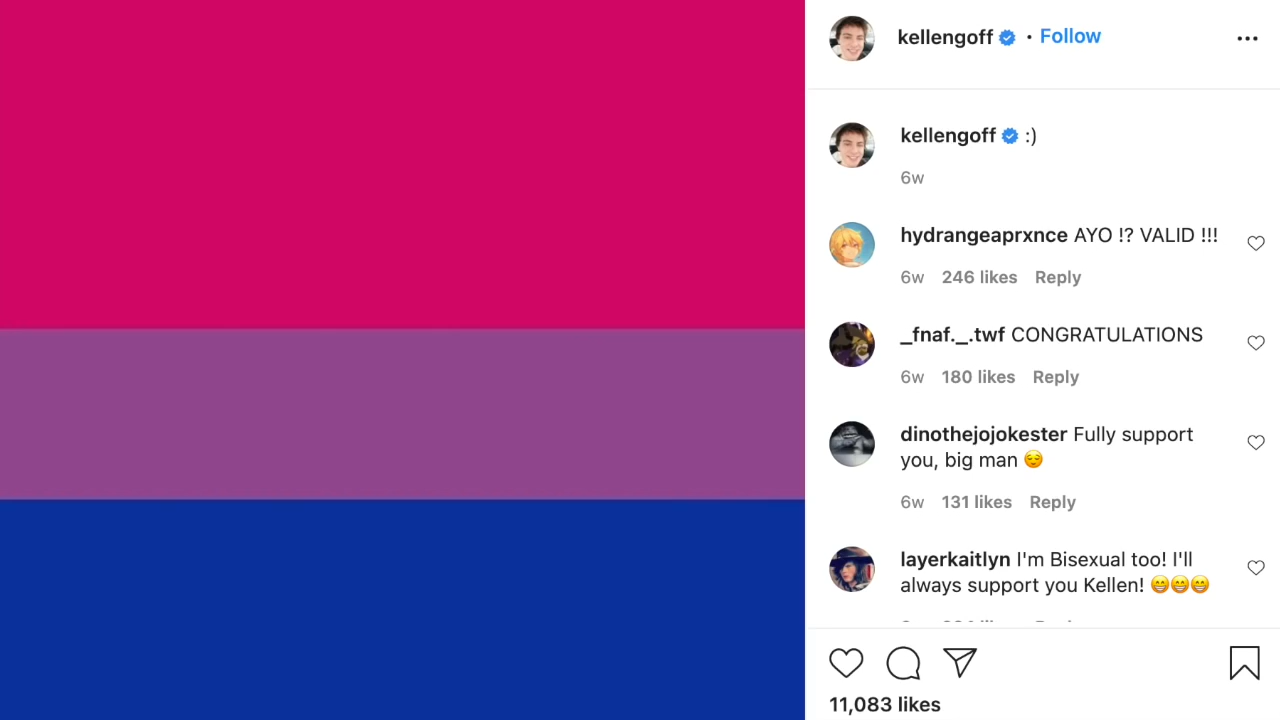 kellengoff • Follow
kellengoff :)
6w
hydrangeaprxnce AYO !? VALID !!!
6w 246 likes Reply
_fnaf._.twf CONGRATULATIONS
6w 180 likes Reply
dinothejojokester Fully support
you, big man 😌
6w 131 likes Reply
layerkaitlyn I'm Bisexual too! I'll
always support you Kellen! 😁😁😁
11,083 likes